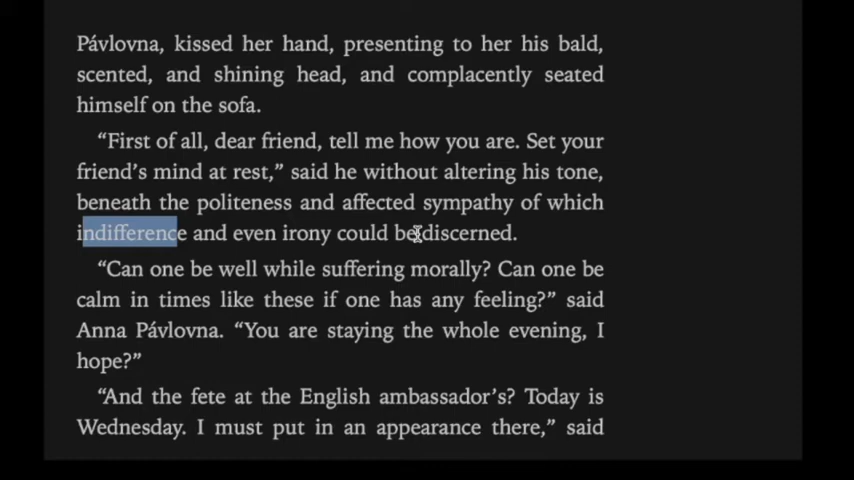 Pávlovna, kissed her hand, presenting to her his bald,
scented, and shining head, and complacently seated
himself on the sofa.
“First of all, dear friend, tell me how you are. Set your
friend’s mind at rest,” said he without altering his tone,
beneath the politeness and affected sympathy of which
indifference and even irony could be discerned.
“Can one be well while suffering morally? Can one be
calm in times like these if one has any feeling?” said
Anna Pávlovna. “You are staying the whole evening, I
hope?”
“And the fete at the English ambassador’s? Today is
Wednesday. I must put in an appearance there,” said